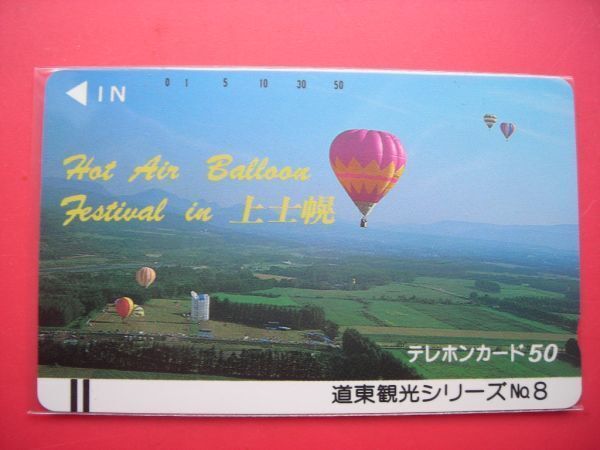 ◀IN
0 1 5 10 30 50
Hot Air Balloon
Festival in 上士幌
テレホンカード50
道東観光シリーズNo.8